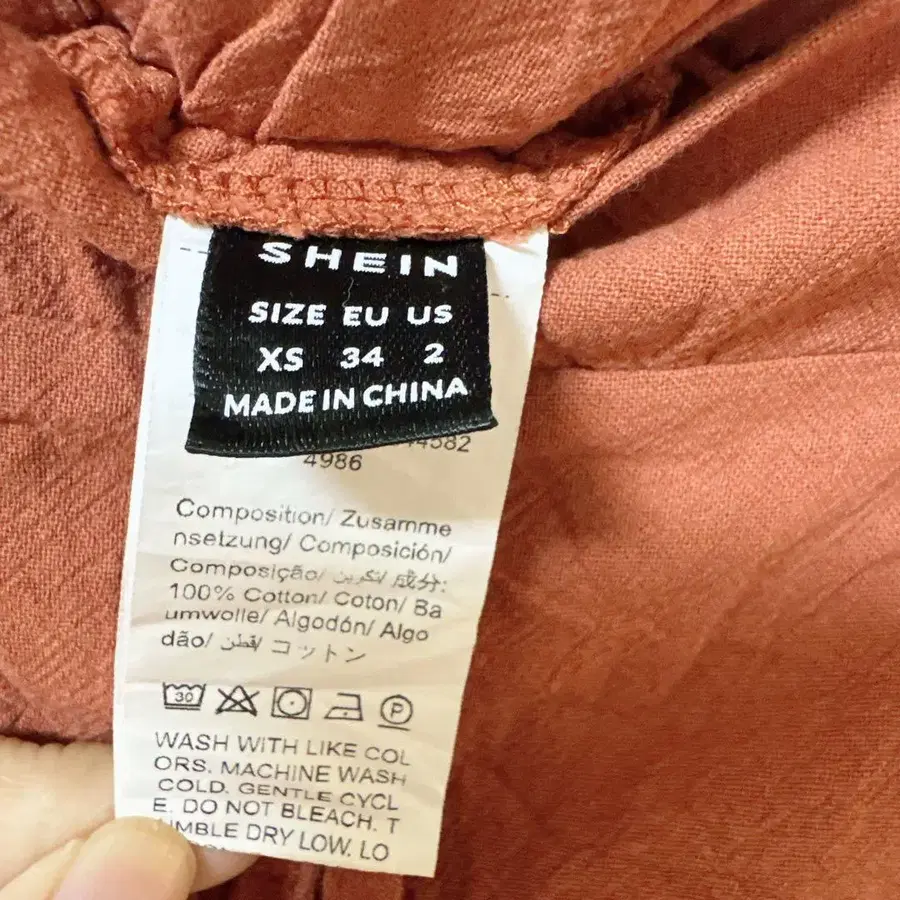 SHEIN
SIZE EU US
XS 34 2
MADE IN CHINA
4986
Composition/ Zusamme
nsetzung/ Composición/
Composição/ تكوين/ 成分:
100% Cotton/ Coton/ Ba
umwolle/ Algodón/ Algo
dão/ قطن/ コットン
30
P
WASH WITH LIKE COL
ORS. MACHINE WASH
COLD. GENTLE CYCL
E. DO NOT BLEACH. T
UMBLE DRY LOW. LO